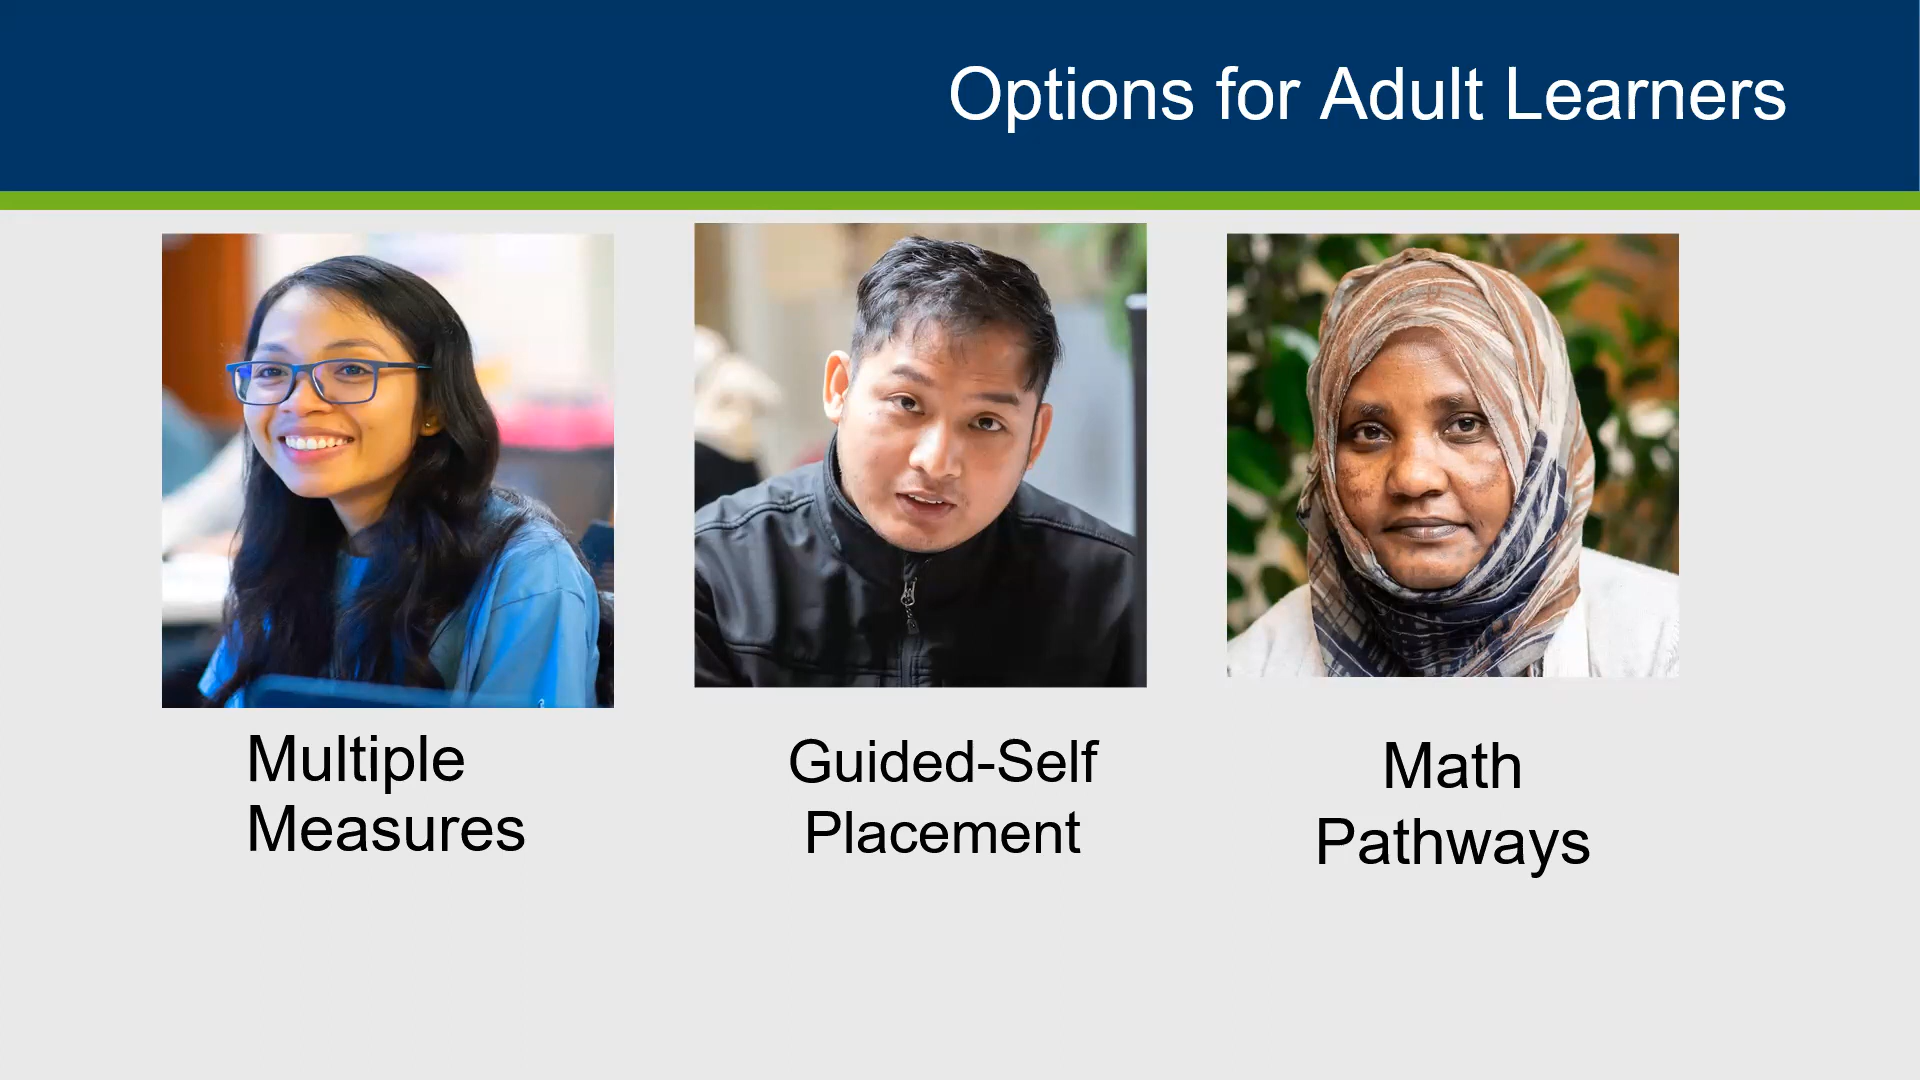 Options for Adult Learners
Multiple
Measures
Guided-Self
Placement
Math
Pathways